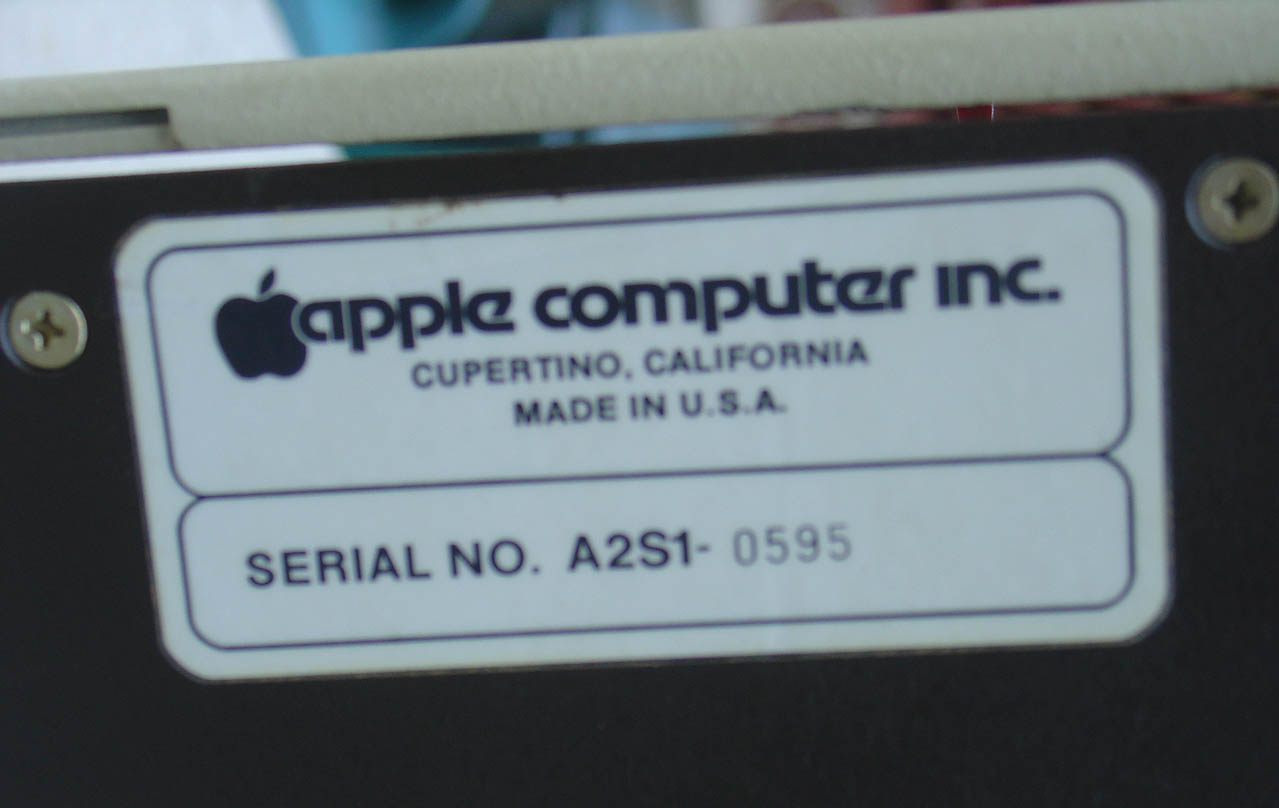 apple computer inc.
CUPERTINO, CALIFORNIA
MADE IN U.S.A.
SERIAL NO. A2S1- 0595